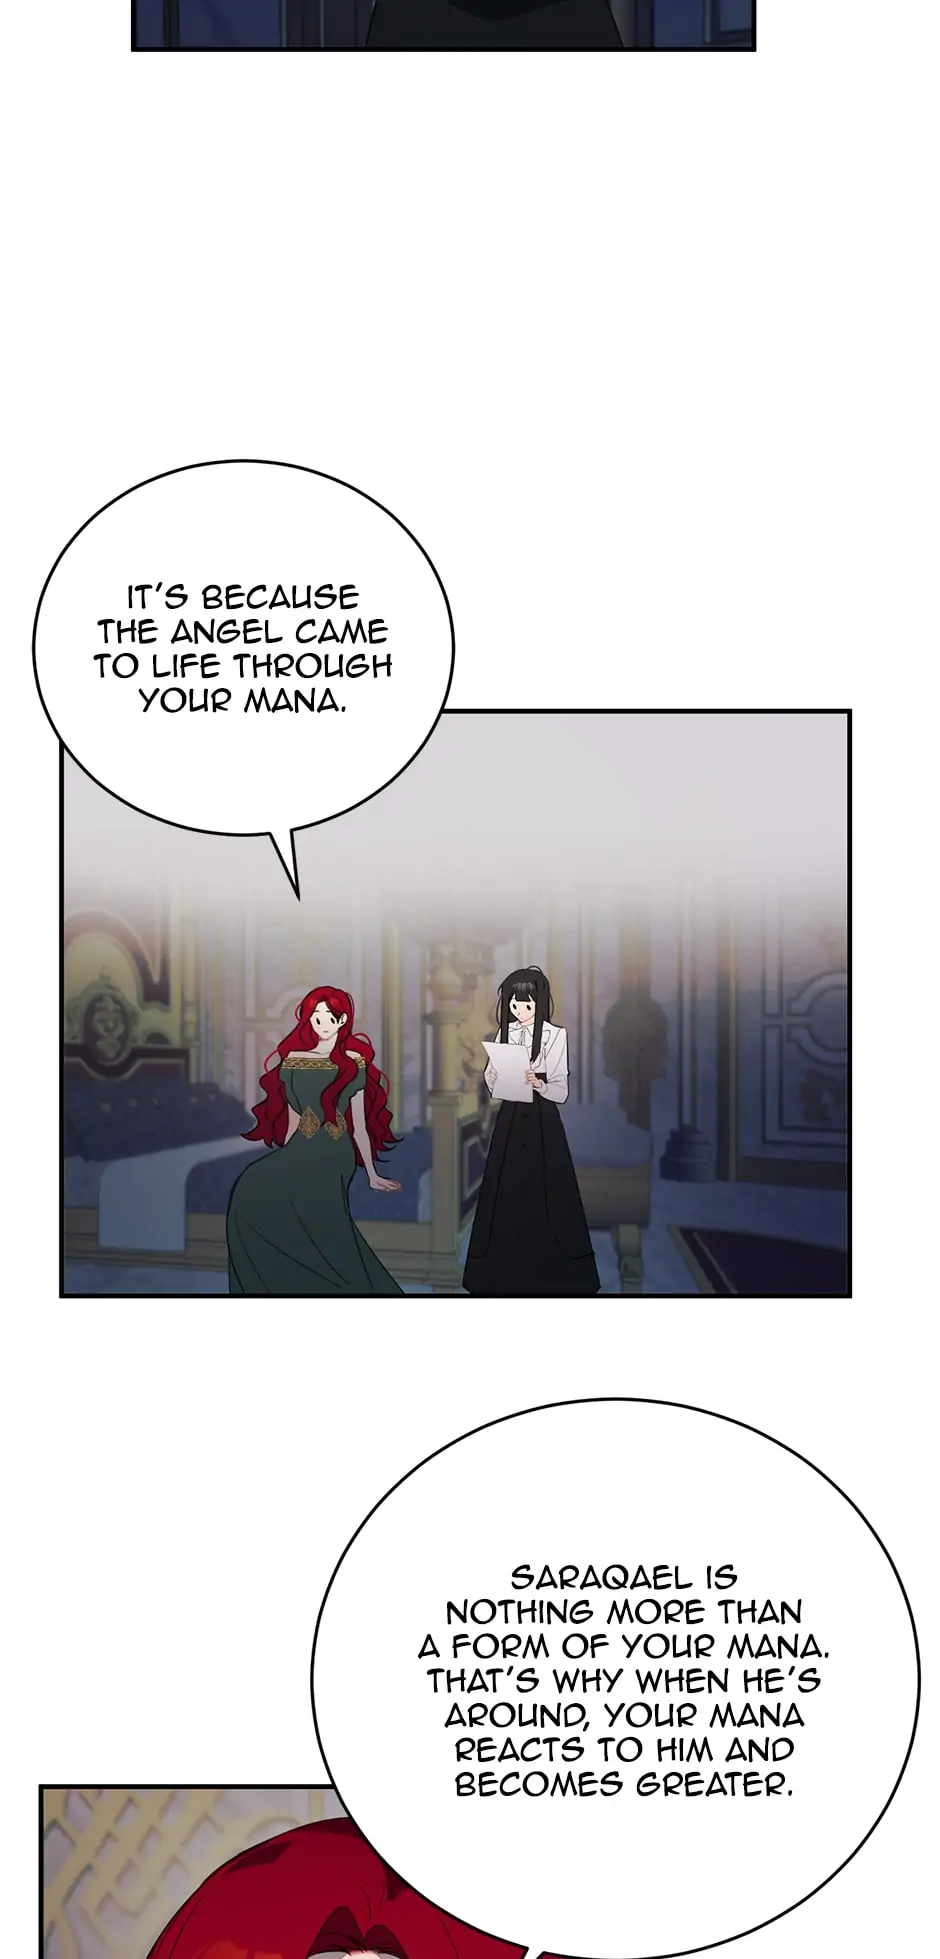 IT'S BECAUSE
THE ANGEL CAME
TO LIFE THROUGH
YOUR MANA.
SARAQAEL IS
NOTHING MORE THAN
A FORM OF YOUR MANA.
THAT'S WHY WHEN HE'S
AROUND, YOUR MANA
REACTS TO HIM AND
BECOMES GREATER.